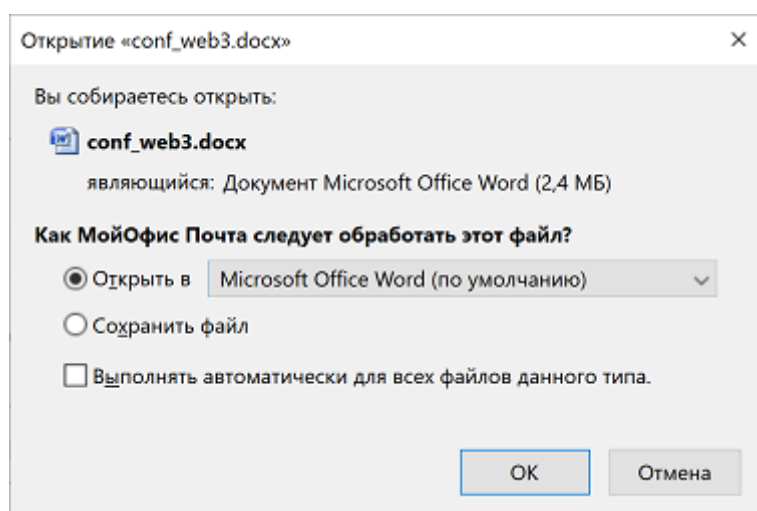 Открытие «conf_web3.docx»
Вы собираетесь открыть:
conf_web3.docx
являющийся: Документ Microsoft Office Word (2,4 МБ)
Как МойОфис Почта следует обработать этот файл?
Открыть в Microsoft Office Word (по умолчанию)
Сохранить файл
Выполнять автоматически для всех файлов данного типа.
ОК Отмена